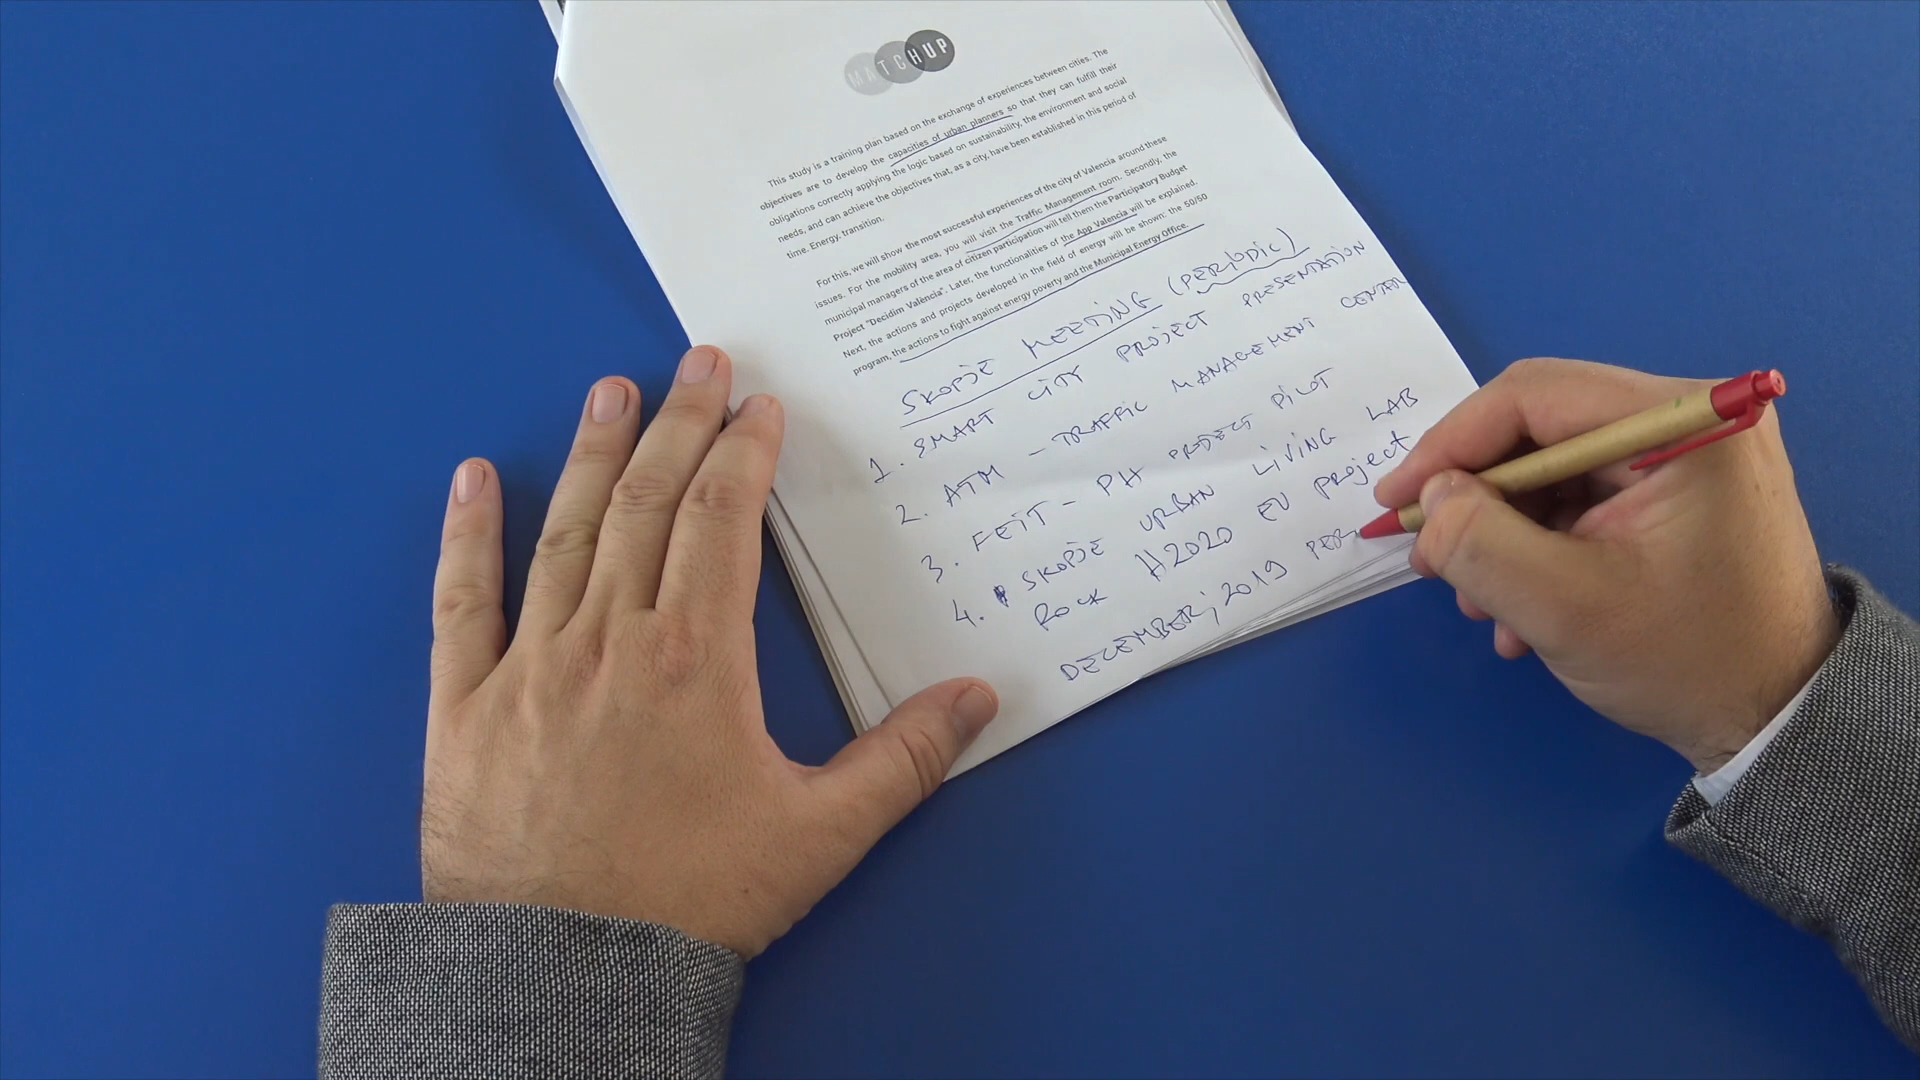 MATCHUP
This study is a training plan based on the exchange of experiences between cities. The
objectives are to develop the capacities of urban planners so that they can fulfill their
obligations correctly applying the logic based on sustainability, the environment and social
needs, and can achieve the objectives that, as a city, have been established in this period of
time. Energy, transition.
For this, we will show the most successful experiences of the city of Valencia around these
issues. For the mobility area, you will visit the Traffic Management room. Secondly, the
municipal managers of the area of citizen participation will tell them the Participatory Budget
Project "Decidim Valencia". Later, the functionalities of the App Valencia will be explained.
Next, the actions and projects developed in the field of energy will be shown: the 50/50
program, the actions to fight against energy poverty and the Municipal Energy Office.
SKOPJE MEETING (PERIODIC)
1. SMART CITY PROJECT PRESENTATION
2. ATM - TRAFFIC MANAGEMENT CENTAR
3. FEIT - PH PROJECT PILOT
4. SKOPJE URBAN LIVING LAB
ROCK H2020 EU PROJECT
DECEMBER, 2019 PER